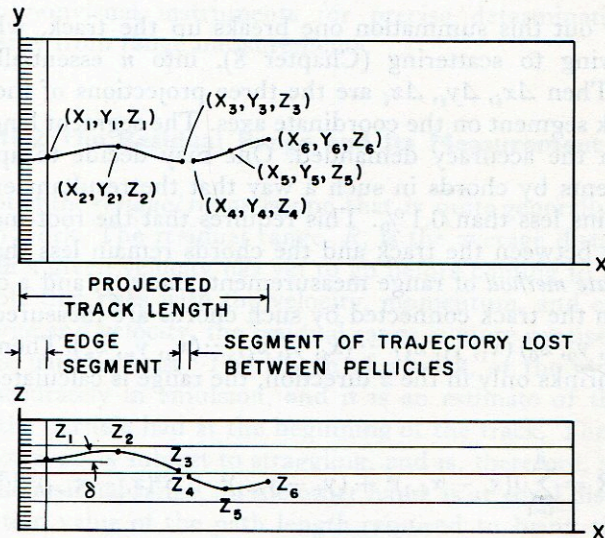 y
(X₁,Y₁,Z₁)
(X₃,Y₃,Z₃)
(X₆,Y₆,Z₆)
(X₂,Y₂,Z₂)
(X₅,Y₅,Z₅)
(X₄,Y₄,Z₄)
x
PROJECTED
TRACK LENGTH
EDGE
SEGMENT
SEGMENT OF TRAJECTORY LOST
BETWEEN PELLICLES
z
Z₁
Z₂
Z₃
δ
Z₄
Z₆
Z₅
x